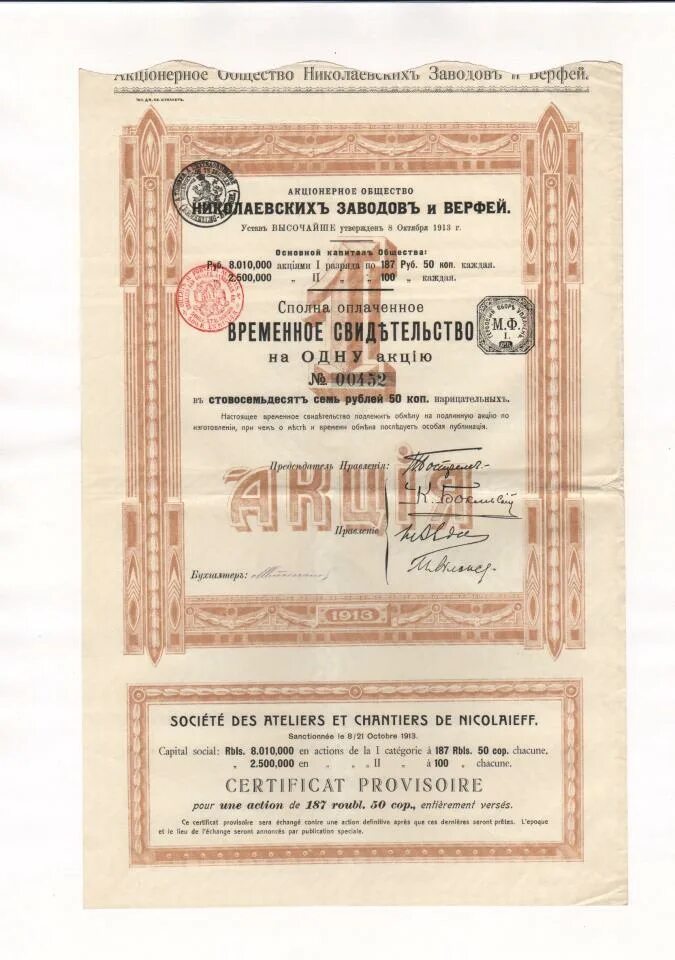 Акціонерное Общество Николаевскихъ Заводовъ и Верфей.
АКЦІОНЕРНОЕ ОБЩЕСТВО
НИКОЛАЕВСКИХЪ ЗАВОДОВЪ и ВЕРФЕЙ.
Уставъ ВЫСОЧАЙШЕ утвержденъ 8 Октября 1913 г.
Основной капиталъ Общества:
Руб. 8.010,000 акціями I разряда по 187 Руб. 50 коп. каждая.
„ 2.500,000 „ II „ „ 100 „ каждая.
1
Сполна оплаченное
ВРЕМЕННОЕ СВИДѢТЕЛЬСТВО
на ОДНУ акцію
№ 00452
М.Ф.
I.
въ стовосемьдесятъ семь рублей 50 коп. нарицательныхъ.
Настоящее временное свидѣтельство подлежитъ обмѣну на подлинную акцію по
изготовленіи, при чемъ о мѣстѣ и времени обмѣна послѣдуетъ особая публикація.
Предсѣдатель Правленія:
АКЦІЯ
Правленіе
Бухгалтеръ:
1913
SOCIÉTÉ DES ATELIERS ET CHANTIERS DE NICOLAIEFF.
Sanctionnée le 8/21 Octobre 1913.
Capital social: Rbls. 8.010,000 en actions de la I catégorie à 187 Rbls. 50 cop. chacune,
„ 2.500,000 en „ „ „ II „ à 100 „ chacune.
CERTIFICAT PROVISOIRE
pour une action de 187 roubl. 50 cop., entièrement versés.
Ce certificat provisoire sera échangé contre une action definitive après que ces dernières seront prêtes. L'epoque
et le lieu de l'échange seront annoncés par publication speciale.